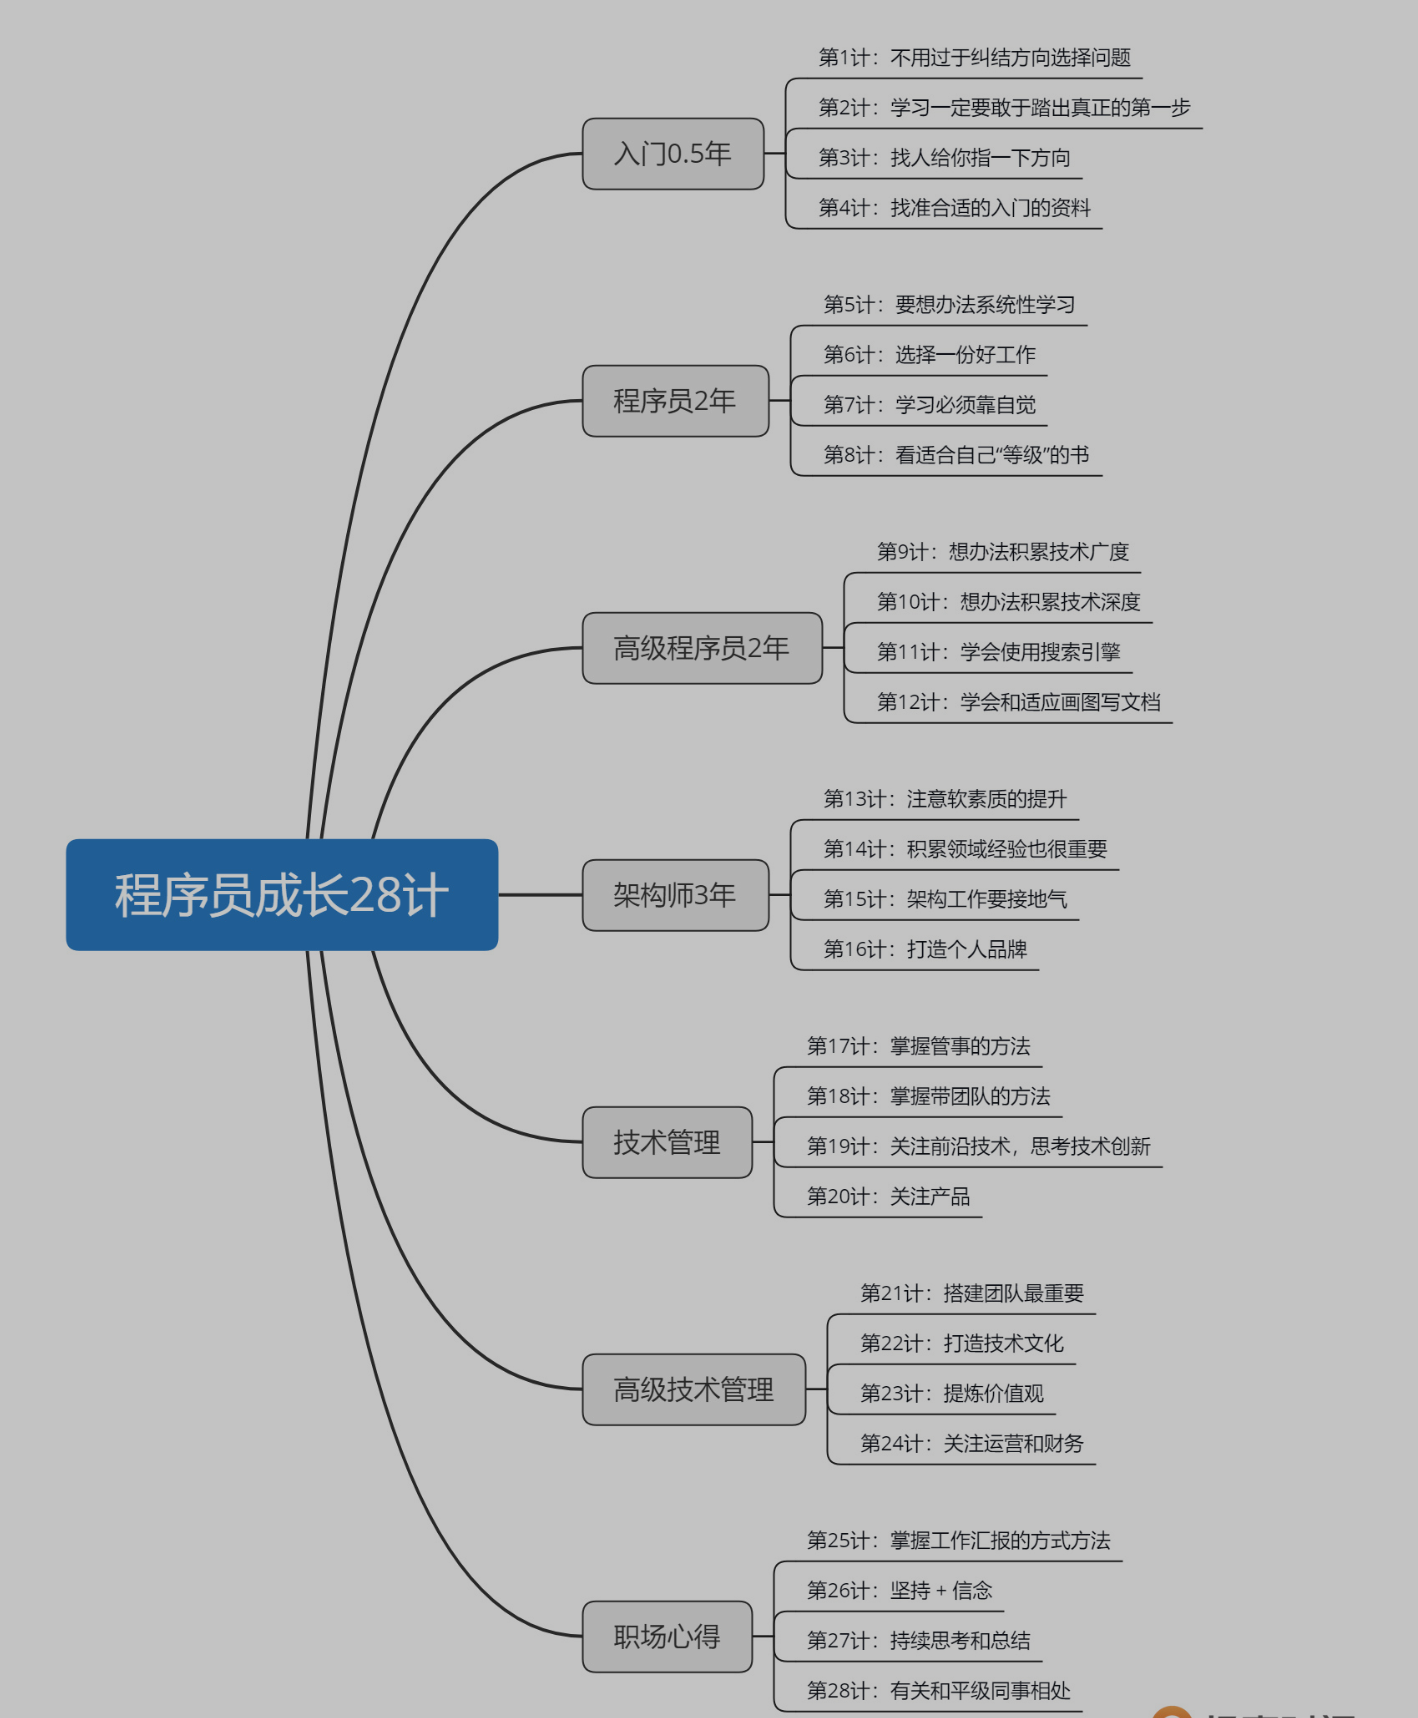 程序员成长28计
入门0.5年
第1计：不用过于纠结方向选择问题
第2计：学习一定要敢于踏出真正的第一步
第3计：找人给你指一下方向
第4计：找准合适的入门的资料
程序员2年
第5计：要想办法系统性学习
第6计：选择一份好工作
第7计：学习必须靠自觉
第8计：看适合自己“等级”的书
高级程序员2年
第9计：想办法积累技术广度
第10计：想办法积累技术深度
第11计：学会使用搜索引擎
第12计：学会和适应画图写文档
架构师3年
第13计：注意软素质的提升
第14计：积累领域经验也很重要
第15计：架构工作要接地气
第16计：打造个人品牌
技术管理
第17计：掌握管事的方法
第18计：掌握带团队的方法
第19计：关注前沿技术，思考技术创新
第20计：关注产品
高级技术管理
第21计：搭建团队最重要
第22计：打造技术文化
第23计：提炼价值观
第24计：关注运营和财务
职场心得
第25计：掌握工作汇报的方式方法
第26计：坚持 + 信念
第27计：持续思考和总结
第28计：有关和平级同事相处